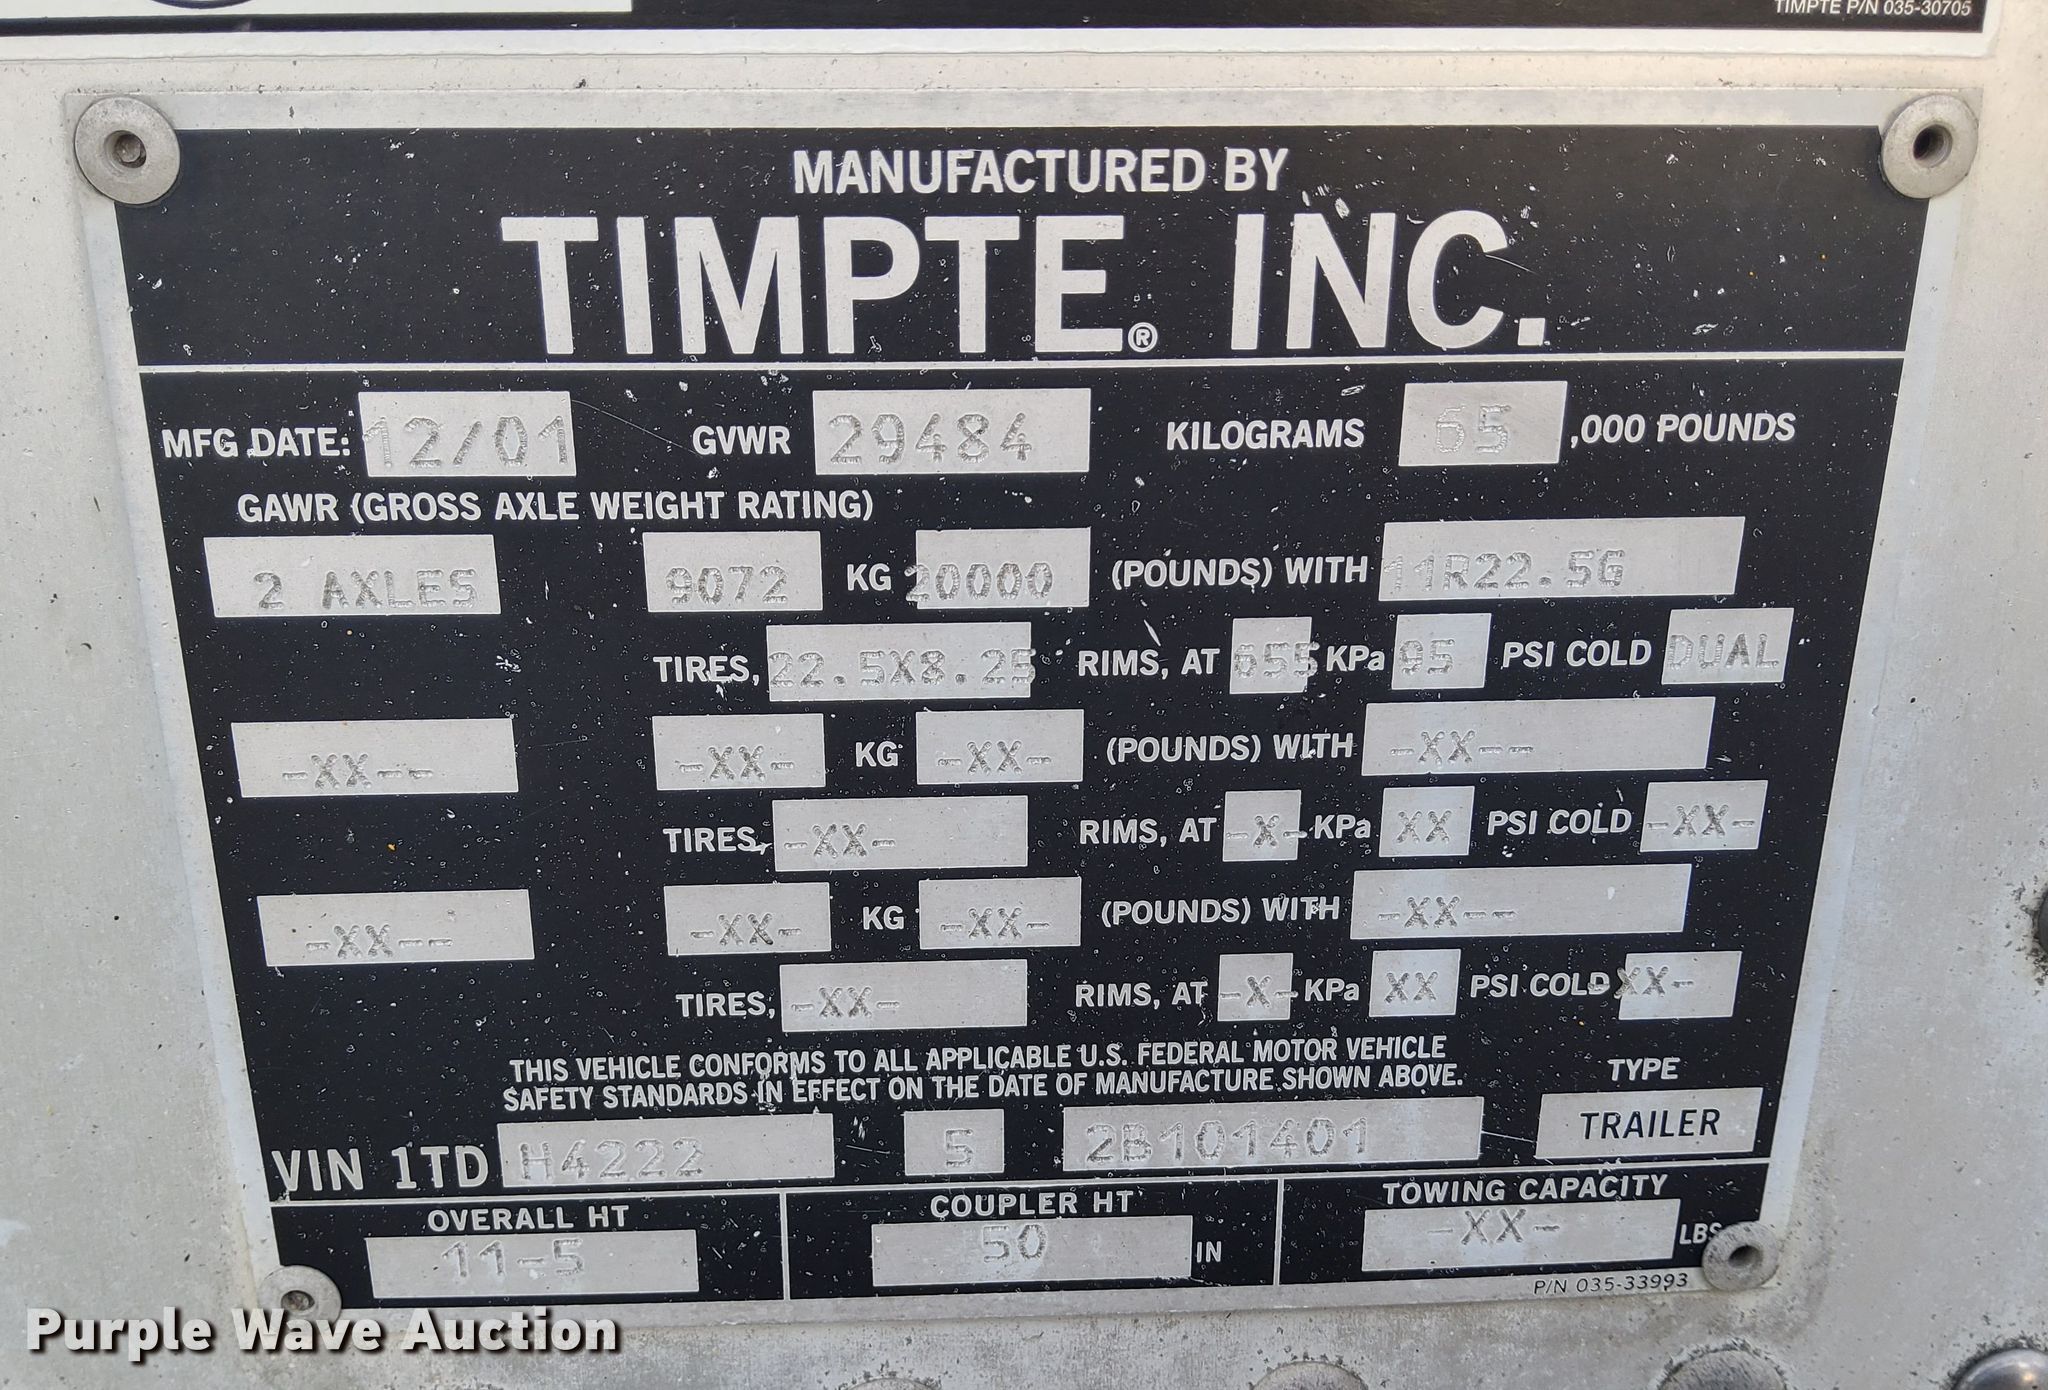 TIMPTE P/N 035-30705
MANUFACTURED BY
TIMPTE® INC.
MFG DATE: 12/01 GVWR 29484 KILOGRAMS 65 ,000 POUNDS
GAWR (GROSS AXLE WEIGHT RATING)
2 AXLES 9072 KG 20000 (POUNDS) WITH 11R22.5G
TIRES, 22.5X8.25 RIMS, AT 655 KPa 95 PSI COLD DUAL
-XX-- -XX- KG -XX- (POUNDS) WITH -XX--
TIRES, -XX- RIMS, AT -X- KPa XX PSI COLD -XX-
-XX-- -XX- KG -XX- (POUNDS) WITH -XX--
TIRES, -XX- RIMS, AT -X- KPa XX PSI COLD -XX-
THIS VEHICLE CONFORMS TO ALL APPLICABLE U.S. FEDERAL MOTOR VEHICLE
SAFETY STANDARDS IN EFFECT ON THE DATE OF MANUFACTURE SHOWN ABOVE.
TYPE
VIN 1TD H4222 5 2B101401 TRAILER
OVERALL HT COUPLER HT TOWING CAPACITY
11-5 50 IN -XX- LBS
P/N 035-33993
Purple Wave Auction